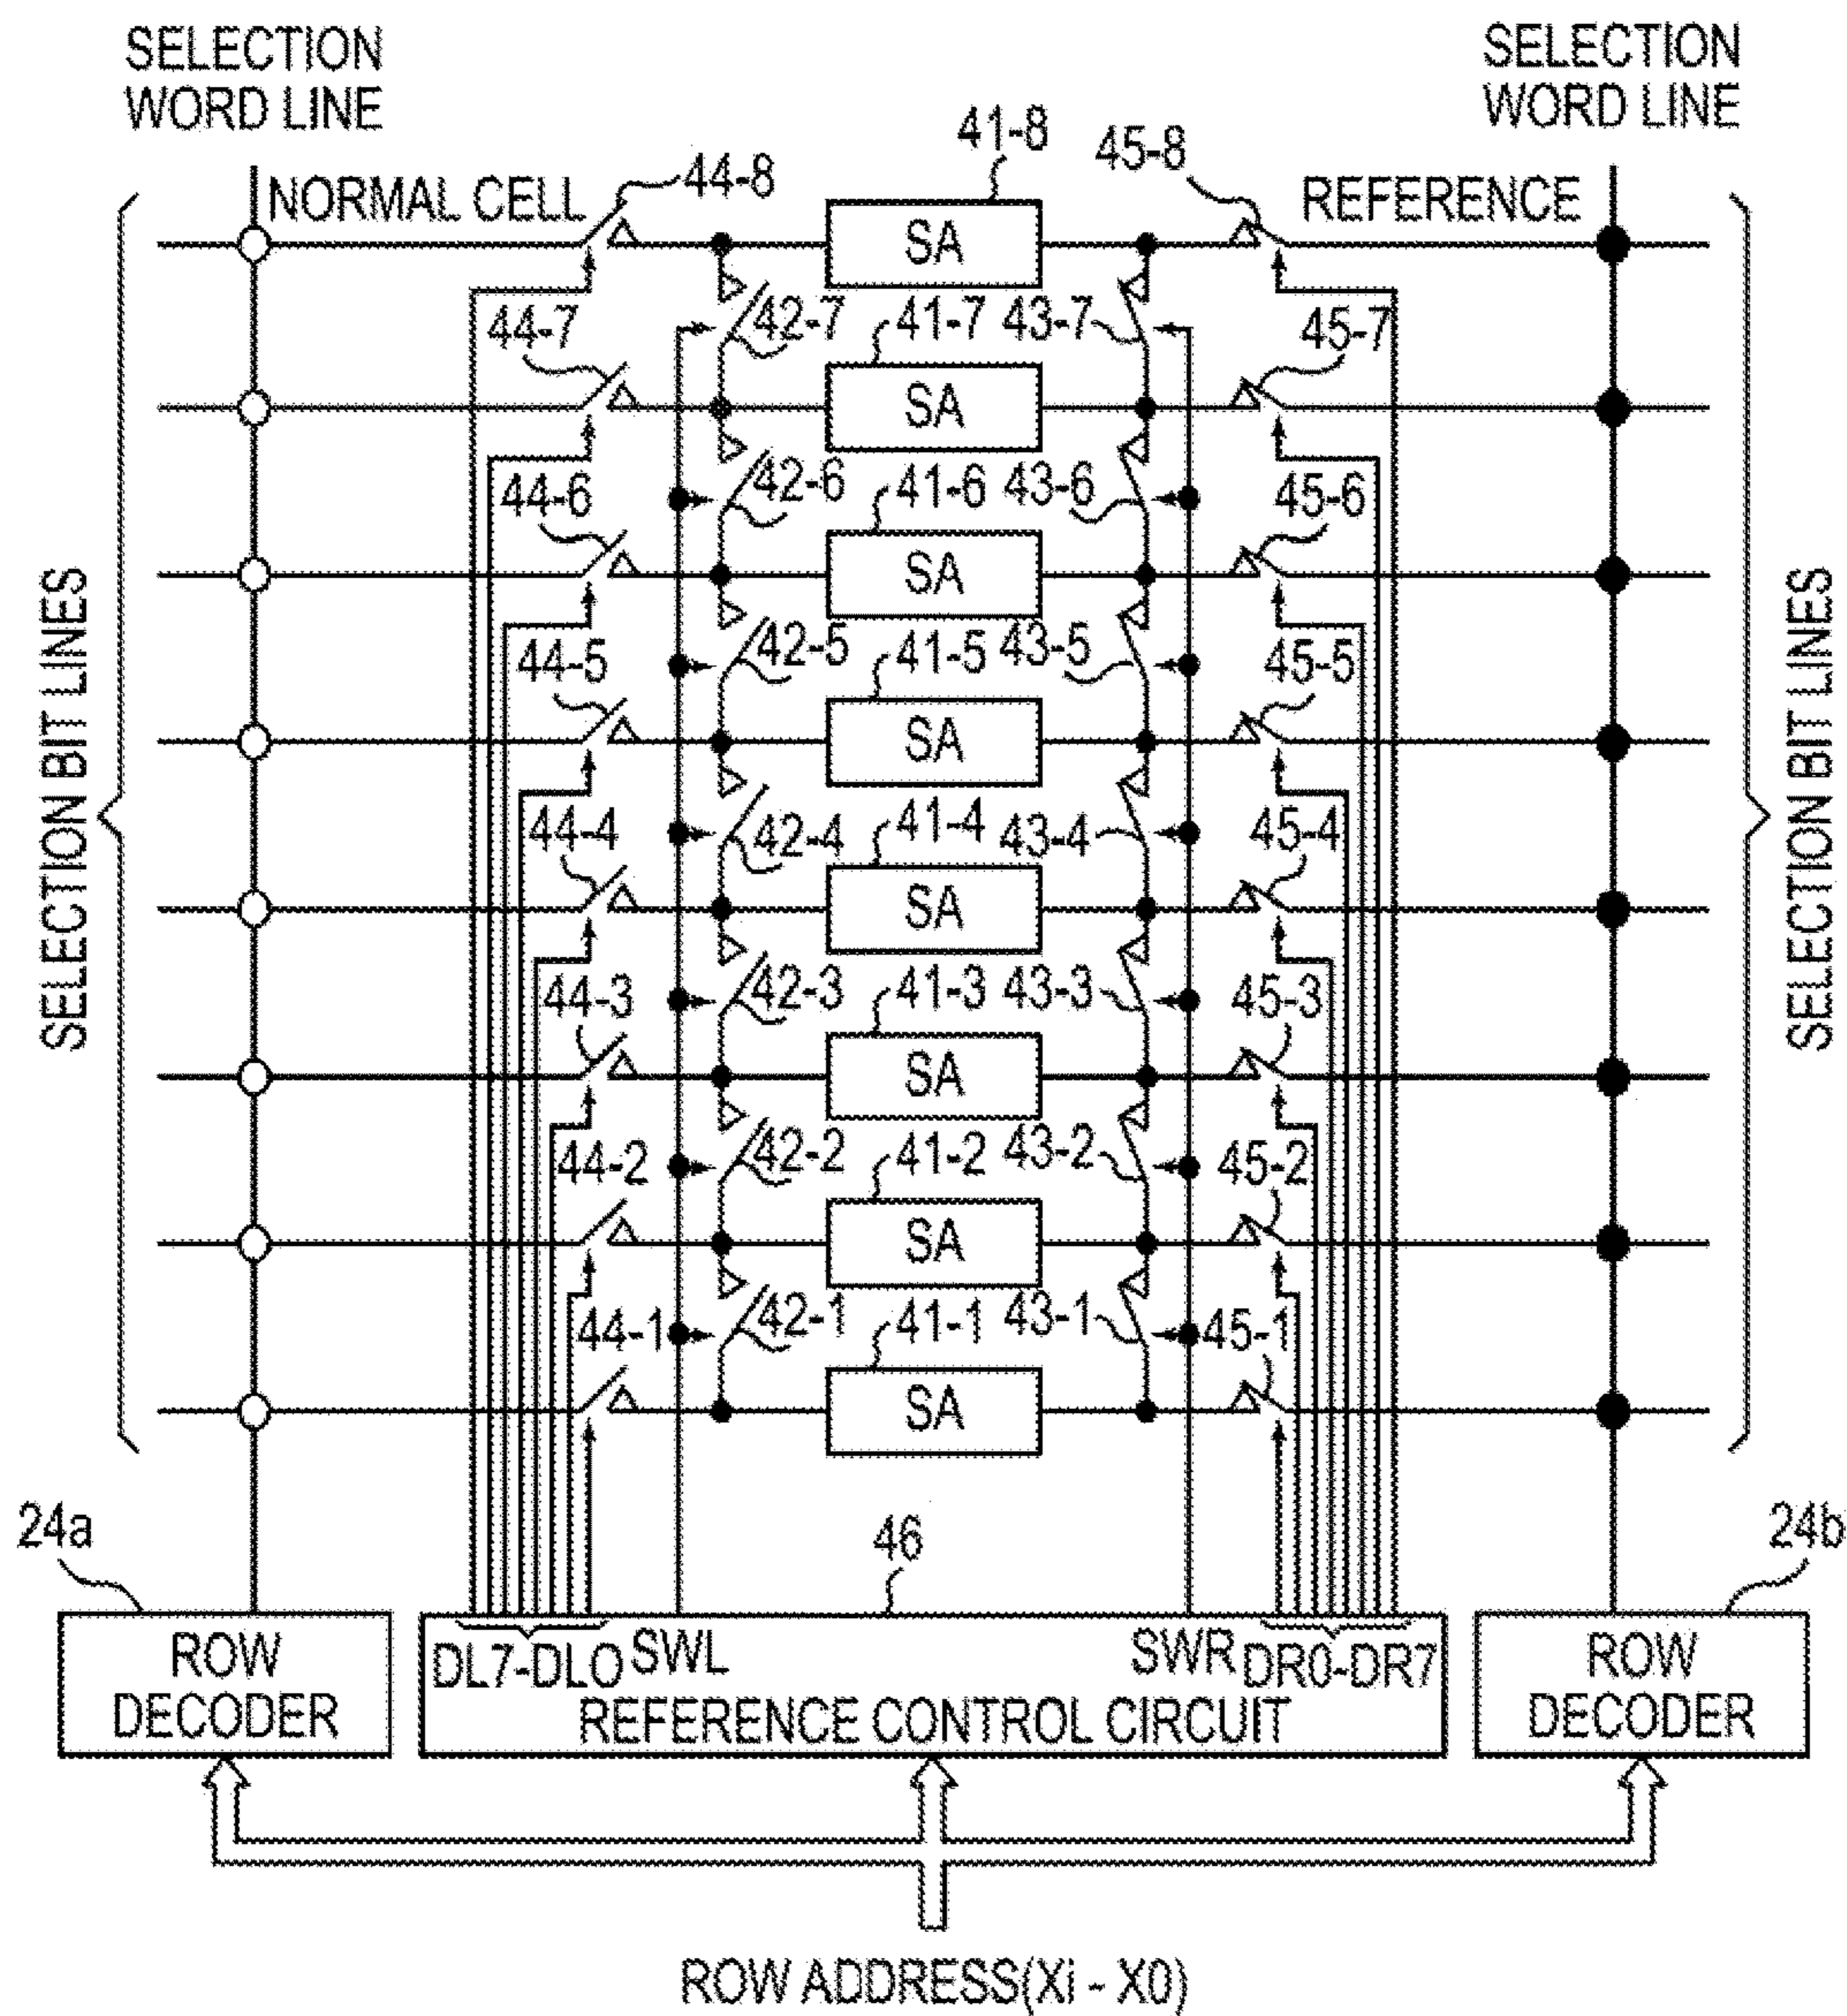 SELECTION
WORD LINE
SELECTION
WORD LINE
41-8
45-8
44-8
NORMAL CELL
REFERENCE
SA
44-7
42-7
41-7
43-7
45-7
SA
44-6
42-6
41-6
43-6
45-6
SA
44-5
42-5
41-5
43-5
45-5
SA
44-4
42-4
41-4
43-4
45-4
SA
44-3
42-3
41-3
43-3
45-3
SA
44-2
42-2
41-2
43-2
45-2
SA
44-1
42-1
41-1
43-1
45-1
SA
SELECTION BIT LINES
SELECTION BIT LINES
24a
46
24b
ROW
DECODER
DL7-DL0
SWL
SWR
DR0-DR7
REFERENCE CONTROL CIRCUIT
ROW
DECODER
ROW ADDRESS(Xi - X0)